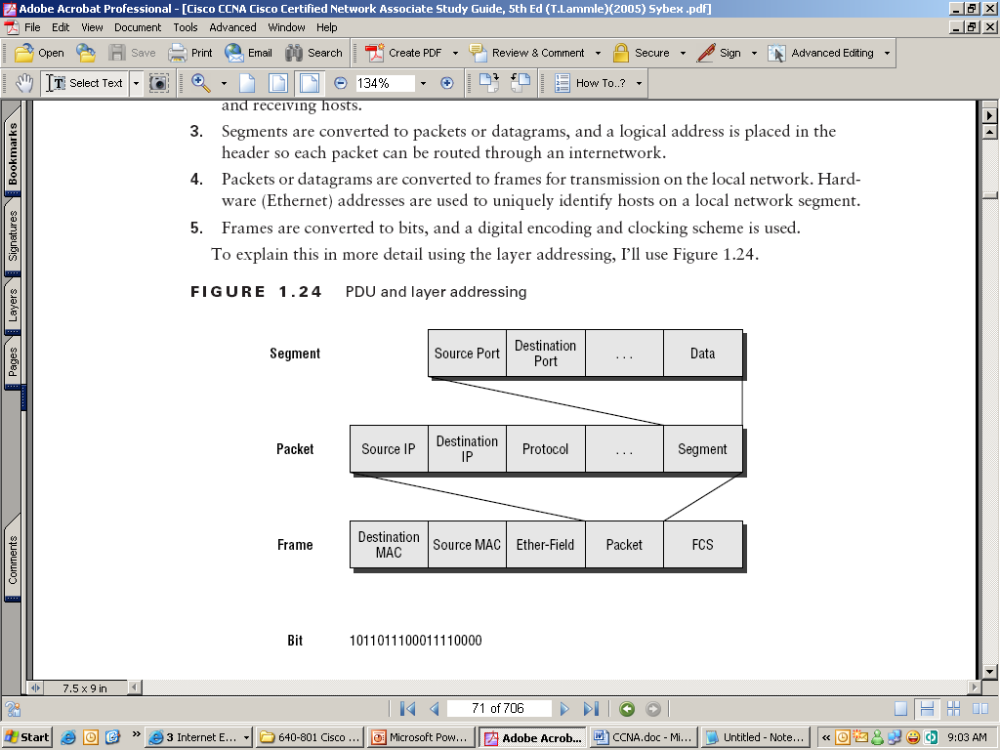 Adobe Acrobat Professional - [Cisco CCNA Cisco Certified Network Associate Study Guide, 5th Ed (T.Lammle)(2005) Sybex .pdf]
File Edit View Document Tools Advanced Window Help
Open Save Print Email Search Create PDF Review & Comment Secure Sign Advanced Editing
Select Text 134% How To..?
Bookmarks
Signatures
Layers
Pages
Comments
and receiving hosts.
3. Segments are converted to packets or datagrams, and a logical address is placed in the
header so each packet can be routed through an internetwork.
4. Packets or datagrams are converted to frames for transmission on the local network. Hard-
ware (Ethernet) addresses are used to uniquely identify hosts on a local network segment.
5. Frames are converted to bits, and a digital encoding and clocking scheme is used.
To explain this in more detail using the layer addressing, I'll use Figure 1.24.
FIGURE 1.24 PDU and layer addressing
Segment Source Port Destination Port . . . Data
Packet Source IP Destination IP Protocol . . . Segment
Frame Destination MAC Source MAC Ether-Field Packet FCS
Bit 1011011100011110000
7.5 x 9 in
71 of 706
Start » 3 Internet E... 640-801 Cisco ... Microsoft Pow... Adobe Acrob... CCNA.doc - Mi... Untitled - Note... « 9:03 AM